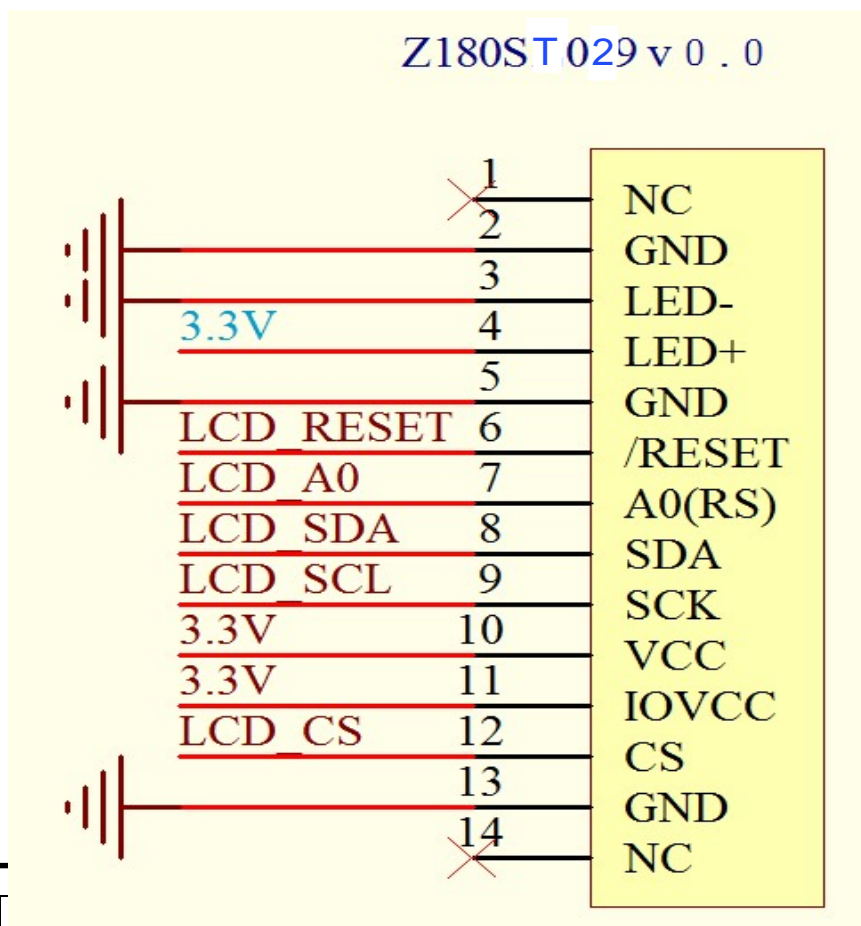 Z180ST029 v 0 . 0
1 NC
2 GND
3 LED-
3.3V 4 LED+
5 GND
LCD_RESET 6 /RESET
LCD_A0 7 A0(RS)
LCD_SDA 8 SDA
LCD_SCL 9 SCK
3.3V 10 VCC
3.3V 11 IOVCC
LCD_CS 12 CS
13 GND
14 NC